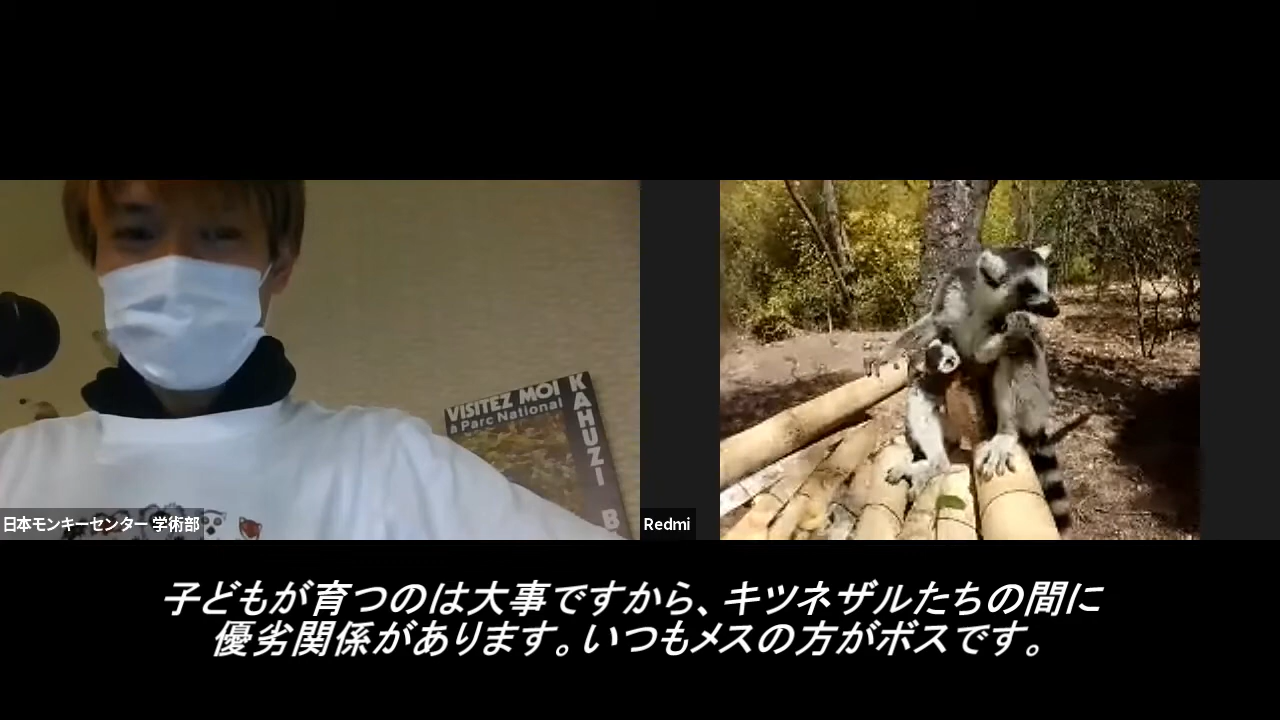 VISITEZ MOI
à Parc National
KAHUZI
B
日本モンキーセンター 学術部
Redmi
子どもが育つのは大事ですから、キツネザルたちの間に
優劣関係があります。いつもメスの方がボスです。